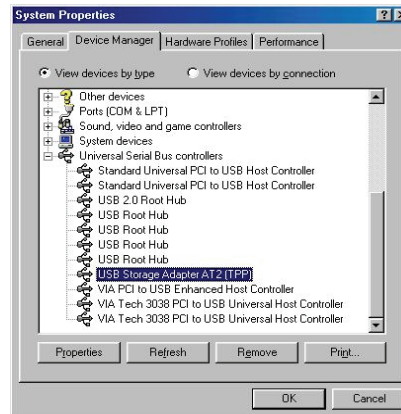 System Properties
General Device Manager Hardware Profiles Performance
View devices by type View devices by connection
Other devices
Ports (COM & LPT)
Sound, video and game controllers
System devices
Universal Serial Bus controllers
Standard Universal PCI to USB Host Controller
Standard Universal PCI to USB Host Controller
USB 2.0 Root Hub
USB Root Hub
USB Root Hub
USB Root Hub
USB Root Hub
USB Storage Adapter AT2 (TPP)
VIA PCI to USB Enhanced Host Controller
VIA Tech 3038 PCI to USB Universal Host Controller
VIA Tech 3038 PCI to USB Universal Host Controller
Properties Refresh Remove Print...
OK Cancel